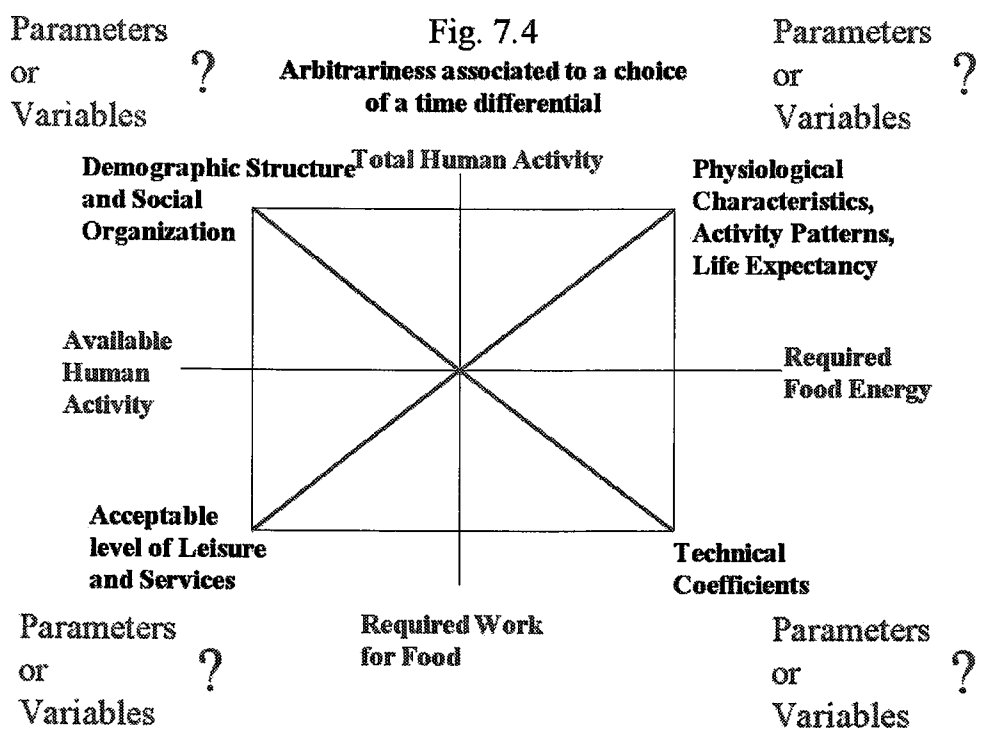 Parameters
or
Variables
?
Fig. 7.4
Arbitrariness associated to a choice
of a time differential
Parameters
or
Variables
?
Demographic Structure
and Social
Organization
Total Human Activity
Physiological
Characteristics,
Activity Patterns,
Life Expectancy
Available
Human
Activity
Required
Food Energy
Acceptable
level of Leisure
and Services
Technical
Coefficients
Required Work
for Food
Parameters
or
Variables
?
Parameters
or
Variables
?